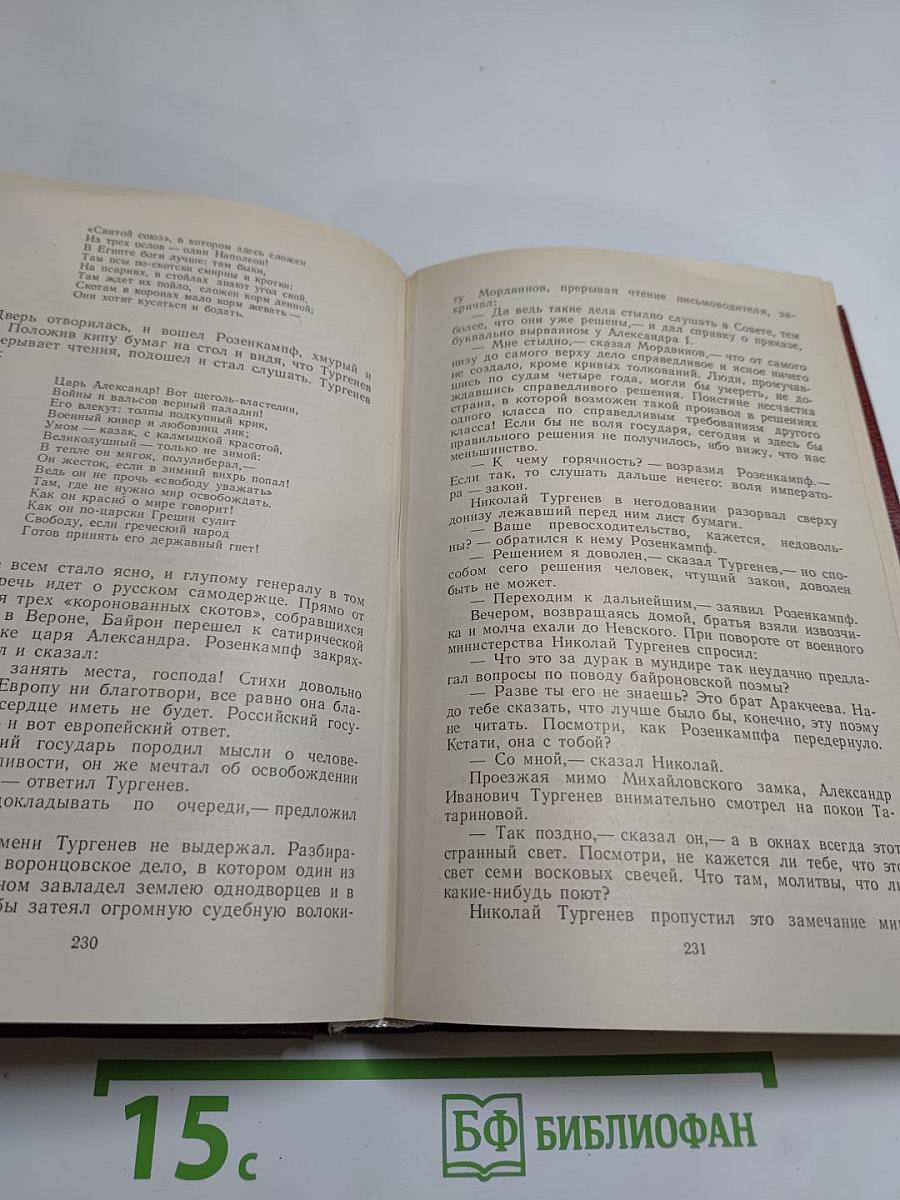 «Святой союз», в котором здесь сложен
Из трех ослов — один Наполеон!
В Египте боги лучше: там быки,
Там псы по-скотски смирны и кротки:
На псарнях, в стойлах знают угол свой,
Там ждет их пойло, сложен корм денной;
Скотам в коронах мало корм жевать —
Они хотят кусаться и бодать.
Дверь отворилась, и вошел Розенкампф, хмурый и
Положив кипу бумаг на стол и видя, что Тургенев
ерывает чтения, подошел и стал слушать. Тургенев
:
Царь Александр! Вот щеголь-властелин,
Войны и вальсов верный паладин!
Его влекут: толпы подкупный крик,
Военный кивер и любовниц лик;
Умом — казак, с калмыцкой красотой,
Великодушный — только не зимой:
В тепле он мягок, полулиберал,—
Он жесток, если в зимний вихрь попал!
Ведь он не прочь «свободу уважать»
Там, где не нужно мир освобождать.
Как он красно́ о мире говорит!
Как он по-царски Греции сулит
Свободу, если греческий народ
Готов принять его державный гнет!
всем стало ясно, и глупому генералу в том
речь идет о русском самодержце. Прямо от
я трех «коронованных скотов», собравшихся
в Вероне, Байрон перешел к сатирической
ке царя Александра. Розенкампф закрях-
л и сказал:
занять места, господа! Стихи довольно
Европу ни благотвори, все равно она бла-
сердце иметь не будет. Российский госу-
и вот европейский ответ.
ий государь породил мысли о челове-
ливости, он же мечтал об освобождении
— ответил Тургенев.
докладывать по очереди,— предложил
мени Тургенев не выдержал. Разбира-
воронцовское дело, в котором один из
ном завладел землею однодворцев и в
бы затеял огромную судебную волоки-
230
ту Мордвинов, прерывая чтение письмоводителя, за-
кричал:
— Да ведь такие дела стыдно слушать в Совете, тем
более, что они уже решены,— и дал справку о приказе,
буквально вырванном у Александра I.
— Мне стыдно,— сказал Мордвинов,— что от самого
низу до самого верху дело справедливое и ясное ничего
не создало, кроме кривых толкований. Люди, промучав-
шись по судам четыре года, могли бы умереть, не до-
ждавшись справедливого решения. Поистине несчастна
страна, в которой возможен такой произвол в решениях
одного класса по справедливым требованиям другого
класса! Если бы не воля государя, сегодня и здесь бы
правильного решения не получилось, ибо вижу, что нас
меньшинство.
— К чему горячность? — возразил Розенкампф.—
Если так, то слушать дальше нечего: воля императо-
ра — закон.
Николай Тургенев в негодовании разорвал сверху
донизу лежавший перед ним лист бумаги.
— Ваше превосходительство, кажется, недоволь-
ны? — обратился к нему Розенкампф.
— Решением я доволен,— сказал Тургенев,— но спо-
собом сего решения человек, чтущий закон, доволен
быть не может.
— Переходим к дальнейшим,— заявил Розенкампф.
Вечером, возвращаясь домой, братья взяли извозчи-
ка и молча ехали до Невского. При повороте от военного
министерства Николай Тургенев спросил:
— Что это за дурак в мундире так неудачно предла-
гал вопросы по поводу байроновской поэмы?
— Разве ты его не знаешь? Это брат Аракчеева. На-
до тебе сказать, что лучше было бы, конечно, эту поэму
не читать. Посмотри, как Розенкампфа передернуло.
Кстати, она с тобой?
— Со мной,— сказал Николай.
Проезжая мимо Михайловского замка, Александр
Иванович Тургенев внимательно смотрел на покои Та-
тариновой.
— Так поздно,— сказал он,— а в окнах всегда этот
странный свет. Посмотри, не кажется ли тебе, что это
свет семи восковых свечей. Что там, молитвы, что ли,
какие-нибудь поют?
Николай Тургенев пропустил это замечание ми
231
15 с
БФ БИБЛИОФАН